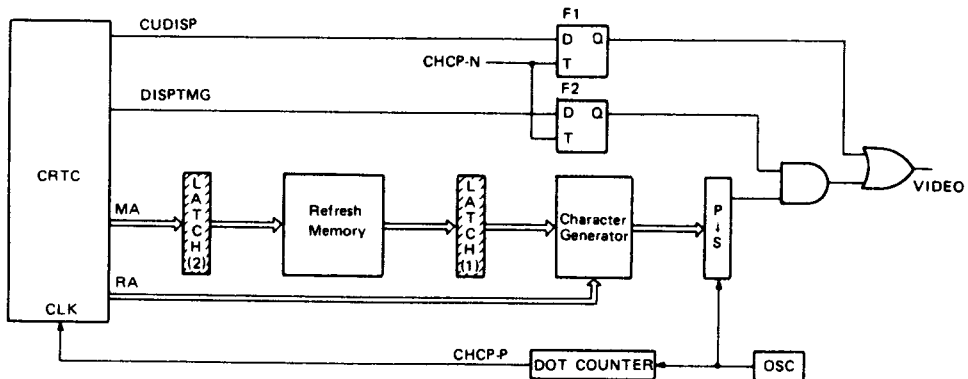 CUDISP
F1
D Q
T
CHCP-N
F2
DISPTMG
D Q
T
CRTC
MA
LATCH
(2)
Refresh
Memory
LATCH
(1)
Character
Generator
P
↓
S
VIDEO
RA
CLK
CHCP-P
DOT COUNTER
OSC